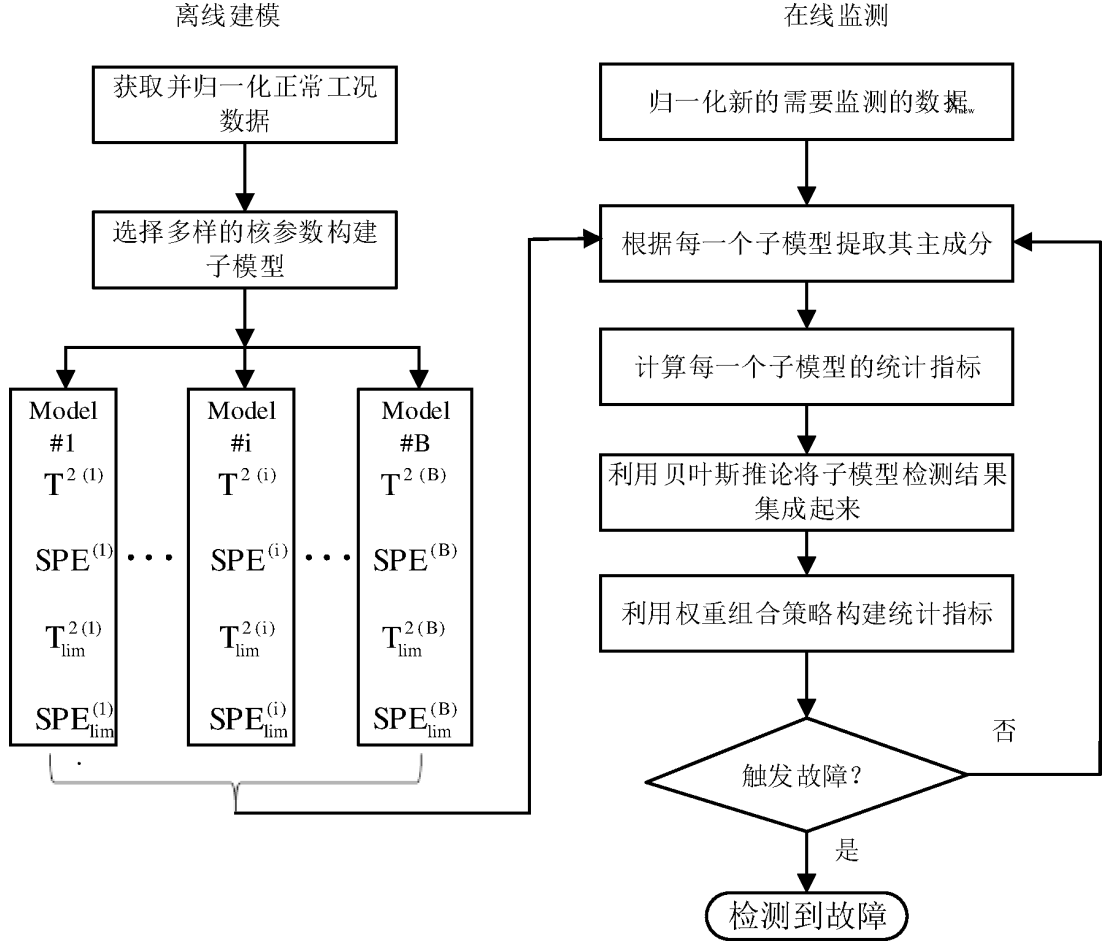 离线建模
获取并归一化正常工况
数据
选择多样的核参数构建
子模型
Model
#1
T²⁽¹⁾
SPE⁽¹⁾
T²⁽¹⁾lim
SPE⁽¹⁾lim
...
Model
#i
T²⁽ⁱ⁾
SPE⁽ⁱ⁾
T²⁽ⁱ⁾lim
SPE⁽ⁱ⁾lim
...
Model
#B
T²⁽ᴮ⁾
SPE⁽ᴮ⁾
T²⁽ᴮ⁾lim
SPE⁽ᴮ⁾lim
在线监测
归一化新的需要监测的数据new
根据每一个子模型提取其主成分
计算每一个子模型的统计指标
利用贝叶斯推论将子模型检测结果
集成起来
利用权重组合策略构建统计指标
触发故障？
否
是
检测到故障